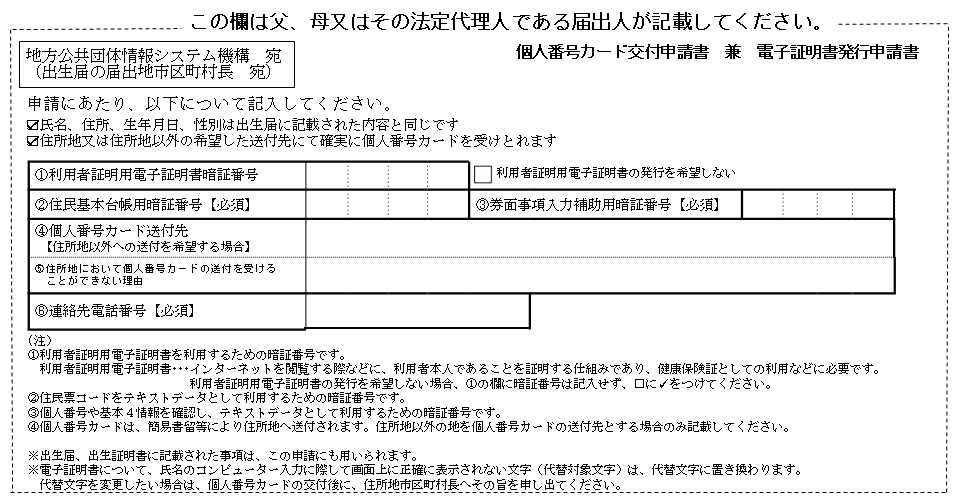 この欄は父、母又はその法定代理人である届出人が記載してください。
地方公共団体情報システム機構　宛
（出生届の届出地市区町村長　宛）
個人番号カード交付申請書　兼　電子証明書発行申請書
申請にあたり、以下について記入してください。
☑氏名、住所、生年月日、性別は出生届に記載された内容と同じです
☑住所地又は住所地以外の希望した送付先にて確実に個人番号カードを受けとれます
①利用者証明用電子証明書暗証番号
□利用者証明用電子証明書の発行を希望しない
②住民基本台帳用暗証番号【必須】
③券面事項入力補助用暗証番号【必須】
④個人番号カード送付先
【住所地以外への送付を希望する場合】
⑤住所地において個人番号カードの送付を受ける
ことができない理由
⑥連絡先電話番号【必須】
（注）
①利用者証明用電子証明書を利用するための暗証番号です。
利用者証明用電子証明書･･･インターネットを閲覧する際などに、利用者本人であることを証明する仕組みであり、健康保険証としての利用などに必要です。
利用者証明用電子証明書の発行を希望しない場合、①の欄に暗証番号は記入せず、□に✓をつけてください。
②住民票コードをテキストデータとして利用するための暗証番号です。
③個人番号や基本４情報を確認し、テキストデータとして利用するための暗証番号です。
④個人番号カードは、簡易書留等により住所地へ送付されます。住所地以外の地を個人番号カードの送付先とする場合のみ記載してください。
※出生届、出生証明書に記載された事項は、この申請にも用いられます。
※電子証明書について、氏名のコンピューター入力に際して画面上に正確に表示されない文字（代替対象文字）は、代替文字に置き換わります。
代替文字を変更したい場合は、個人番号カードの交付後に、住所地市区町村長へその旨を申し出てください。